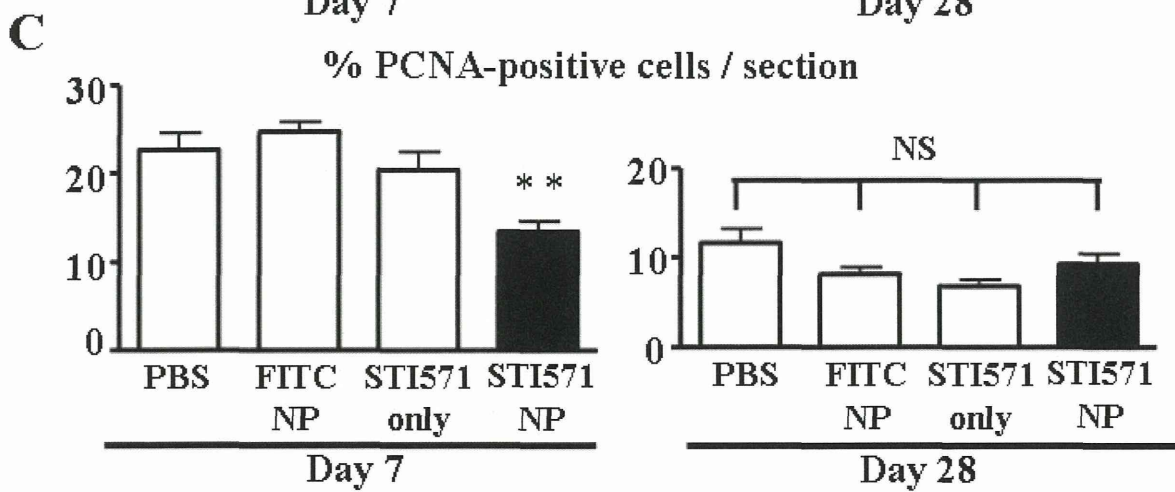 Day 7 Day 28
C
% PCNA-positive cells / section
30
20
10
0
* *
PBS FITC STI571 STI571
NP only NP
Day 7
NS
20
10
0
PBS FITC STI571 STI571
NP only NP
Day 28